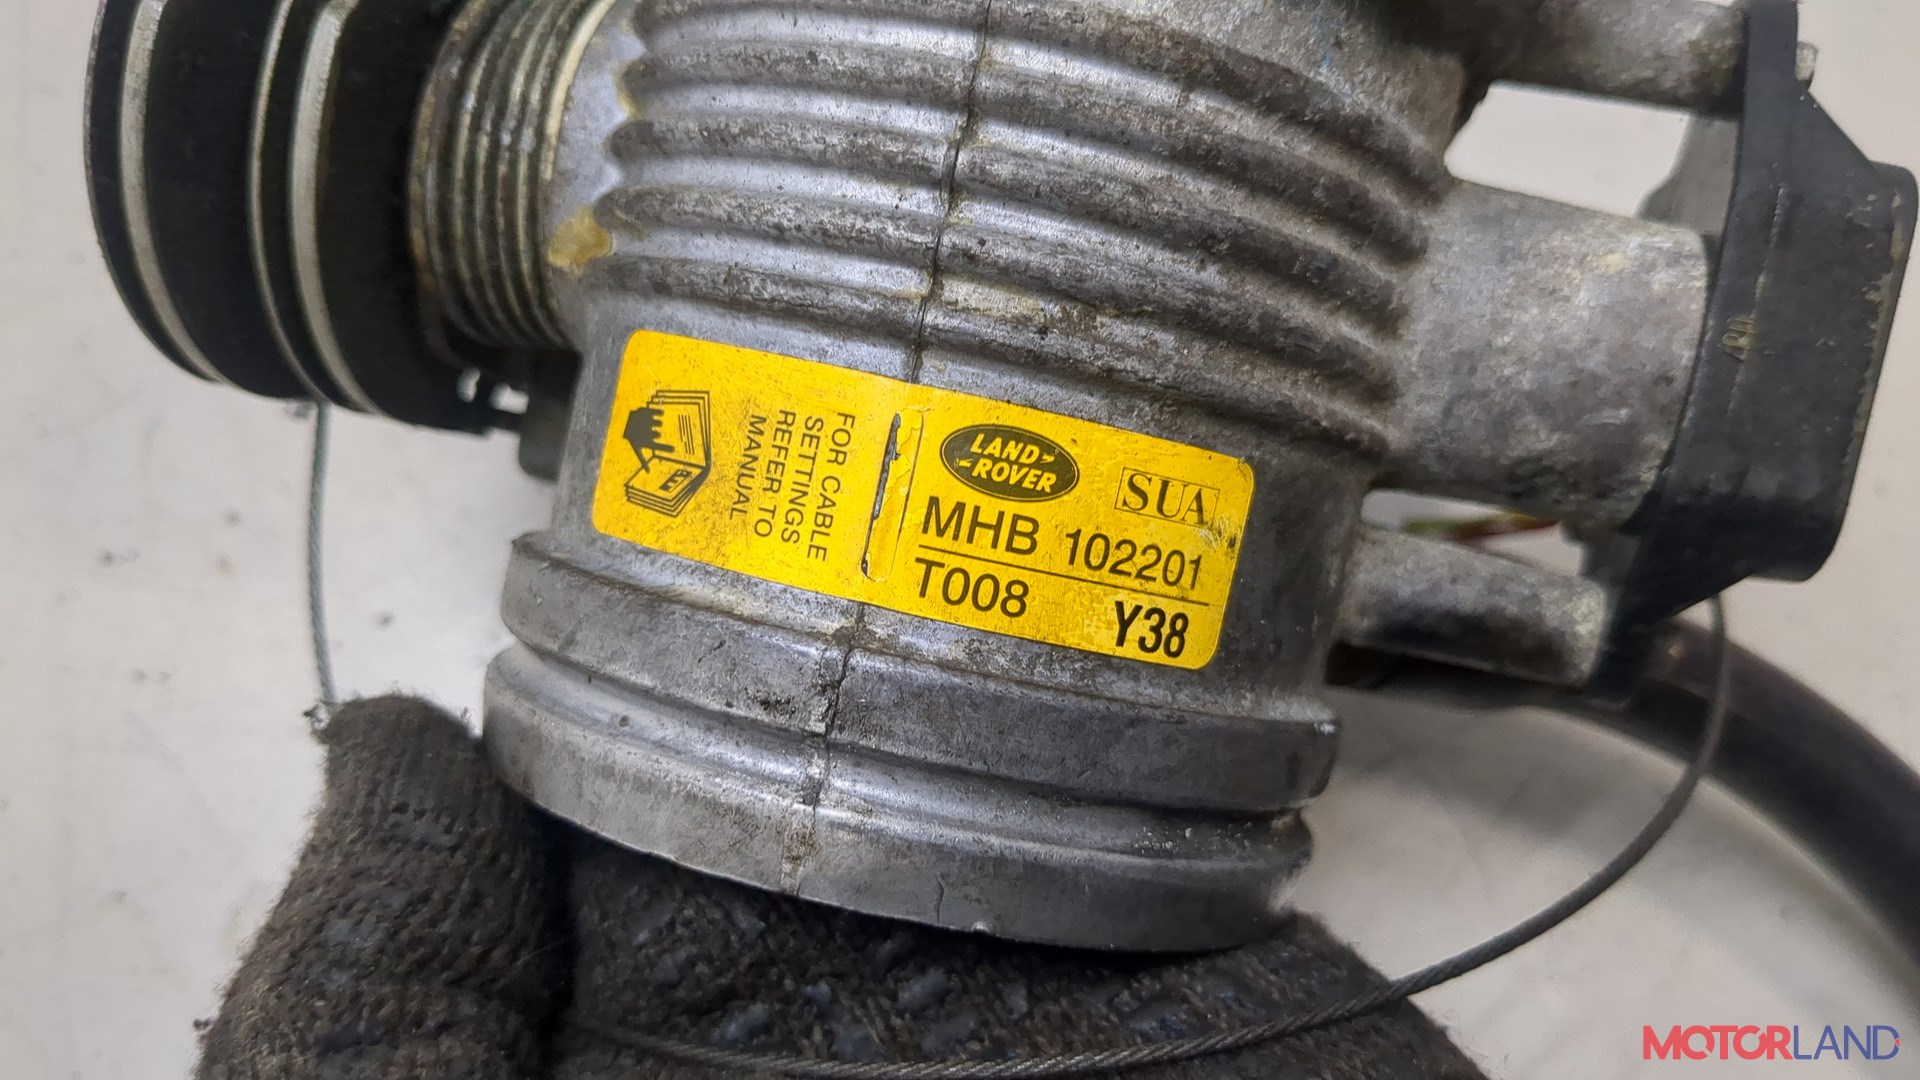 FOR CABLE
SETTINGS
REFER TO
MANUAL
LAND
ROVER
SUA
MHB 102201
T008 Y38
MOTORLAND